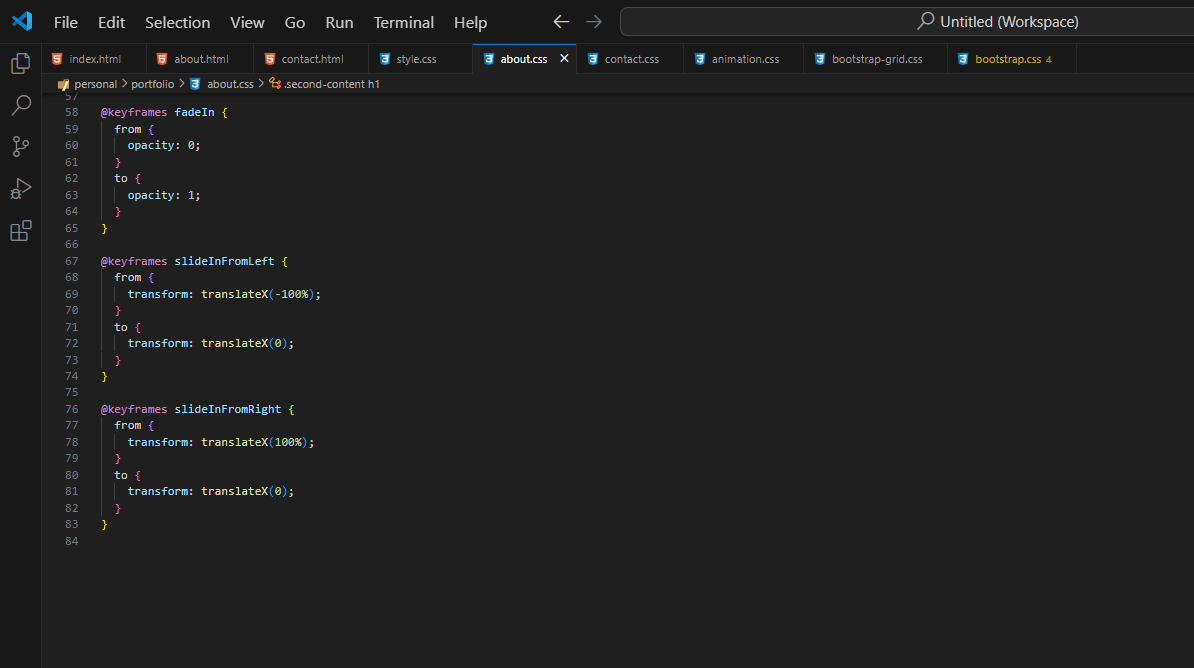 File Edit Selection View Go Run Terminal Help Untitled (Workspace)
index.html about.html contact.html style.css about.css contact.css animation.css bootstrap-grid.css bootstrap.css 4
personal > portfolio > about.css > .second-content h1
57
58 @keyframes fadeIn {
59 from {
60 opacity: 0;
61 }
62 to {
63 opacity: 1;
64 }
65 }
66
67 @keyframes slideInFromLeft {
68 from {
69 transform: translateX(-100%);
70 }
71 to {
72 transform: translateX(0);
73 }
74 }
75
76 @keyframes slideInFromRight {
77 from {
78 transform: translateX(100%);
79 }
80 to {
81 transform: translateX(0);
82 }
83 }
84